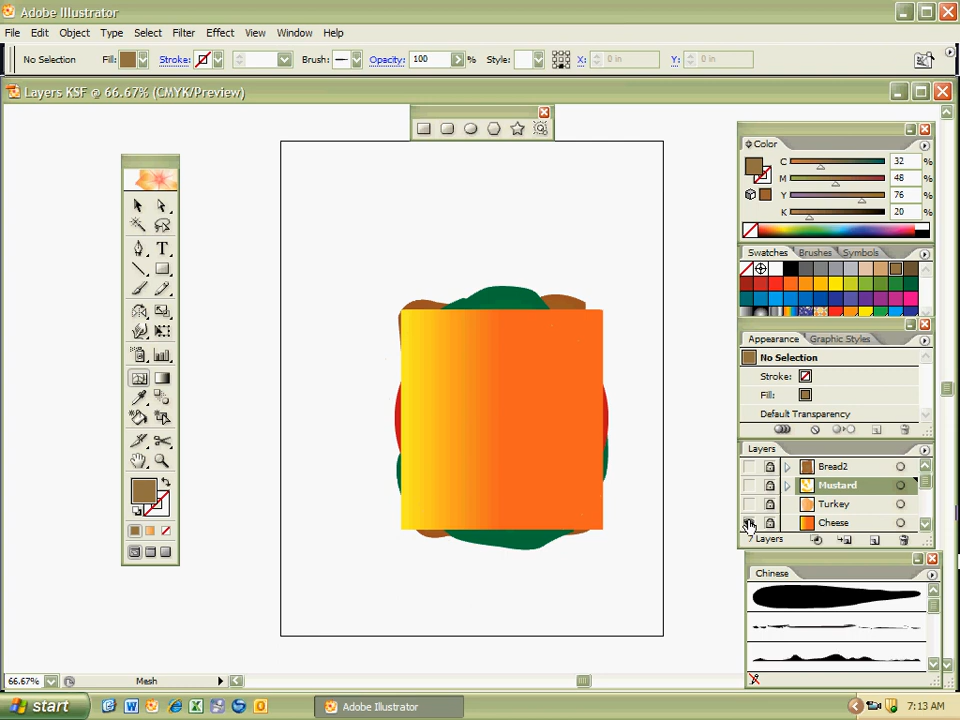 Adobe Illustrator
File Edit Object Type Select Filter Effect View Window Help
No Selection Fill: Stroke: Brush: Opacity: 100 % Style: X: 0 in Y: 0 in
Layers KSF @ 66.67% (CMYK/Preview)
Color
C 32 %
M 48 %
Y 76 %
K 20 %
Swatches Brushes Symbols
Appearance Graphic Styles
No Selection
Stroke:
Fill:
Default Transparency
Layers
Bread2
Mustard
Turkey
Cheese
7 Layers
Chinese
66.67% Mesh
start Adobe Illustrator 7:13 AM